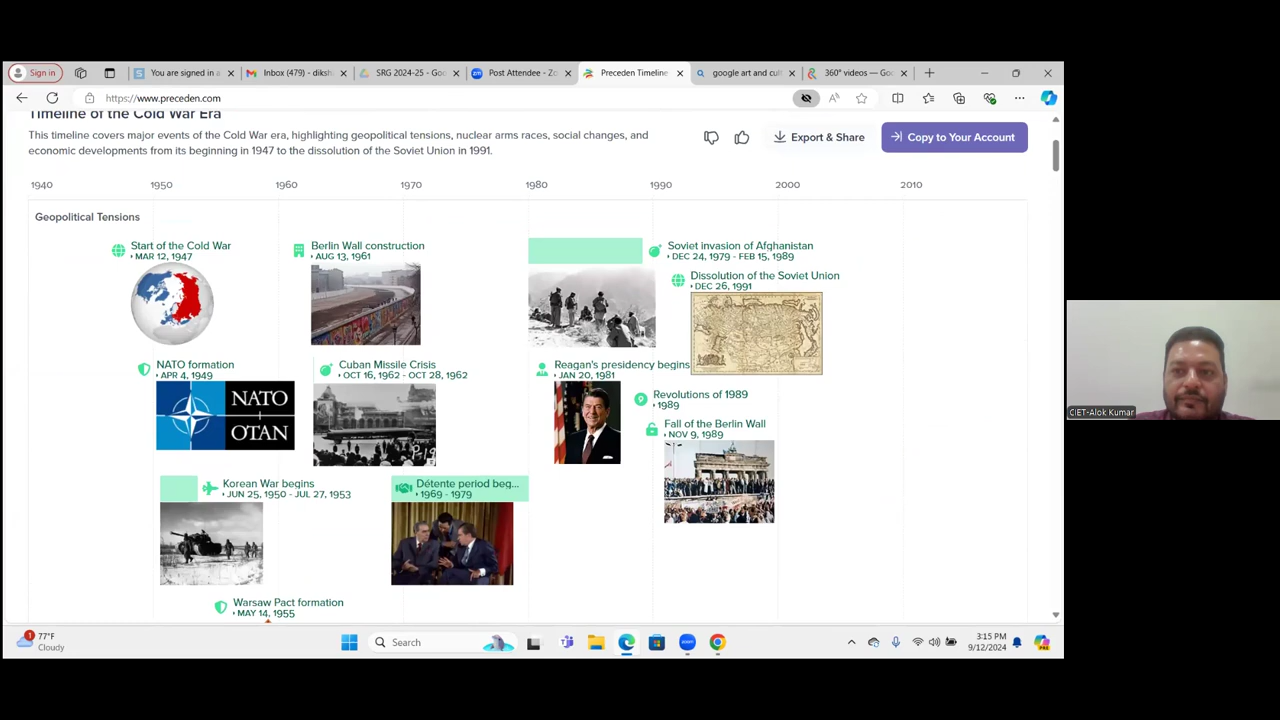 Sign in
You are signed in a
Inbox (479) - diksh
SRG 2024-25 - Goo
Post Attendee - Zo
Preceden Timeline
google art and cult
360° videos — Goo
https://www.preceden.com
Timeline of the Cold War Era
This timeline covers major events of the Cold War era, highlighting geopolitical tensions, nuclear arms races, social changes, and
economic developments from its beginning in 1947 to the dissolution of the Soviet Union in 1991.
Export & Share
Copy to Your Account
1940 1950 1960 1970 1980 1990 2000 2010
Geopolitical Tensions
Start of the Cold War
MAR 12, 1947
Berlin Wall construction
AUG 13, 1961
Soviet invasion of Afghanistan
DEC 24, 1979 - FEB 15, 1989
Dissolution of the Soviet Union
DEC 26, 1991
NATO formation
APR 4, 1949
NATO
OTAN
Cuban Missile Crisis
OCT 16, 1962 - OCT 28, 1962
Reagan's presidency begins
JAN 20, 1981
Revolutions of 1989
1989
Fall of the Berlin Wall
NOV 9, 1989
Korean War begins
JUN 25, 1950 - JUL 27, 1953
Détente period beg...
1969 - 1979
Warsaw Pact formation
MAY 14, 1955
CIET-Alok Kumar
1
77°F
Cloudy
Search
3:15 PM
9/12/2024